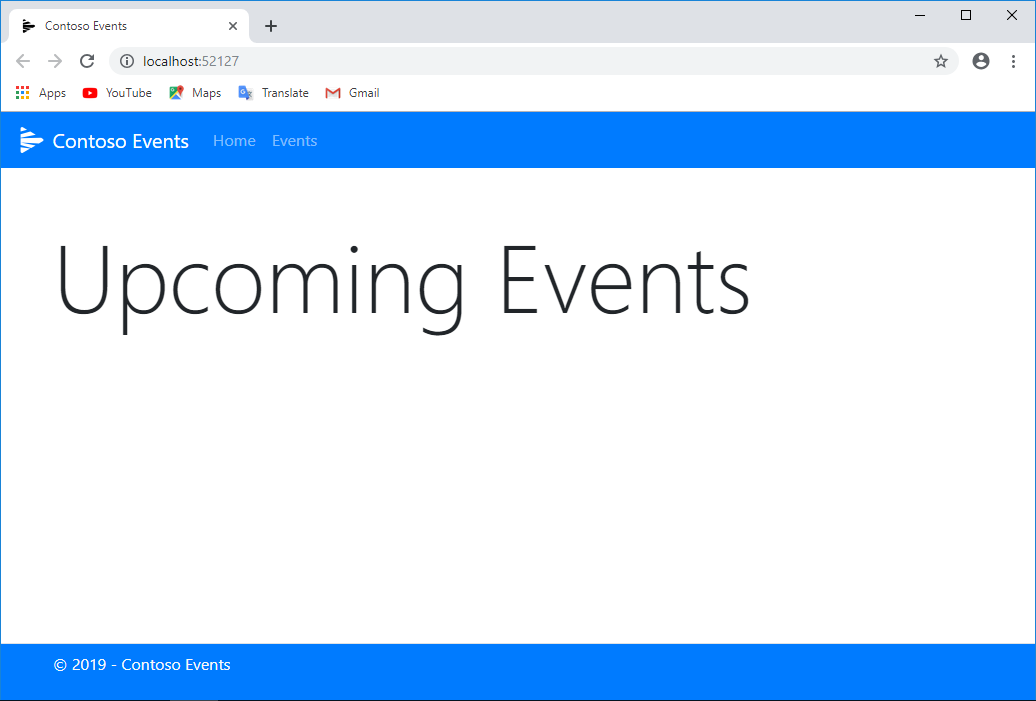 Contoso Events
localhost:52127
Apps YouTube Maps Translate Gmail
Contoso Events Home Events
Upcoming Events
© 2019 - Contoso Events